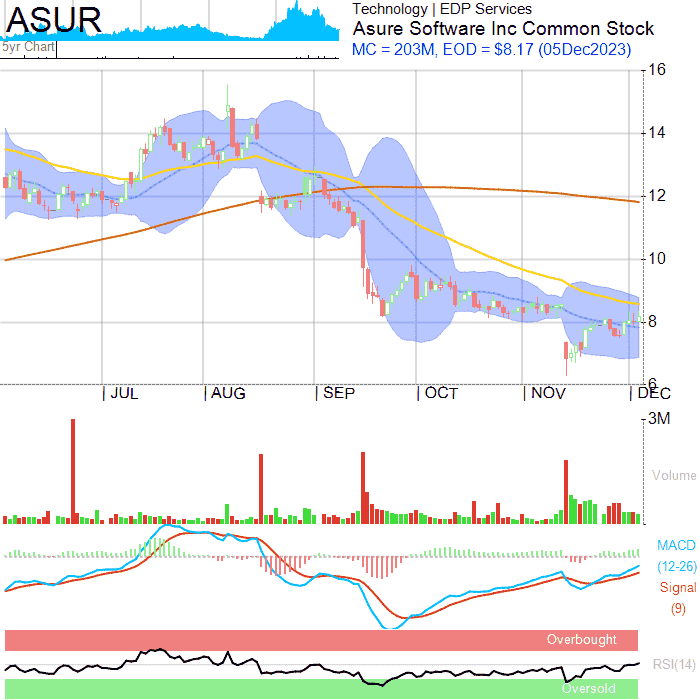 ASUR
5yr Chart
Technology | EDP Services
Asure Software Inc Common Stock
MC = 203M, EOD = $8.17 (05Dec2023)
16
14
12
10
8
6
JUL
AUG
SEP
OCT
NOV
DEC
3M
Volume
MACD
(12-26)
Signal
(9)
Overbought
RSI(14)
Oversold